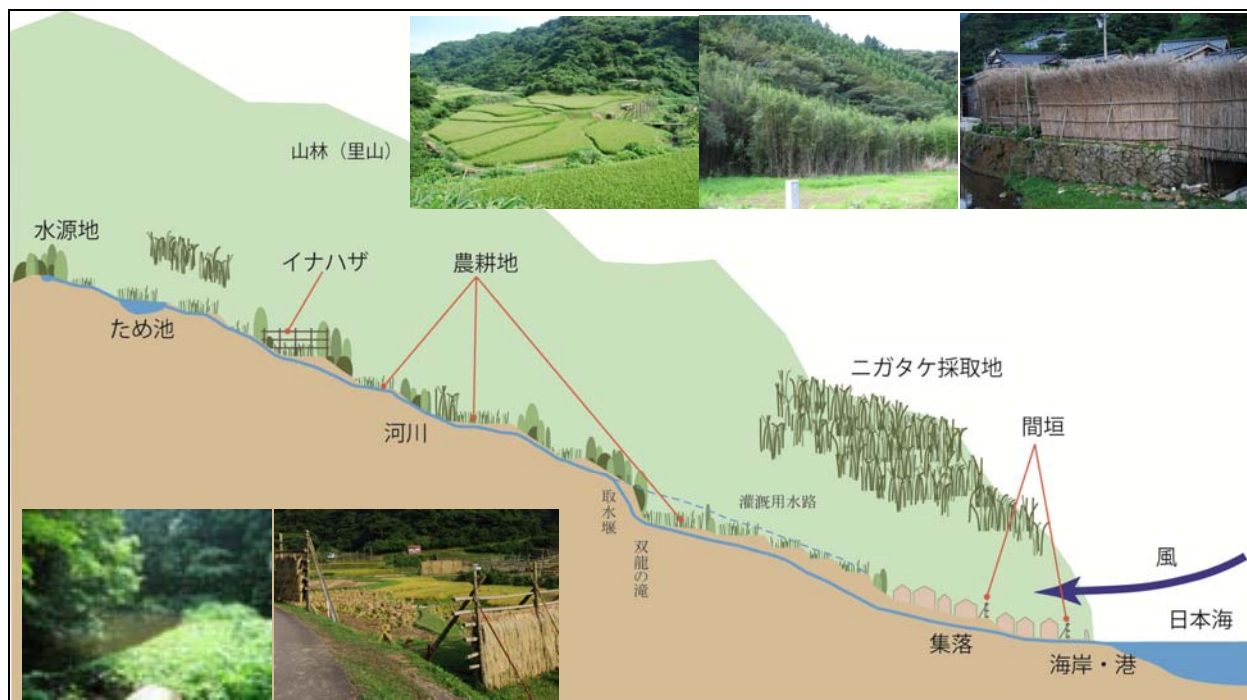 山林（里山）
水源地
イナハザ
農耕地
ため池
ニガタケ採取地
間垣
河川
取水堰
灌漑用水路
双龍の滝
風
日本海
集落
海岸・港